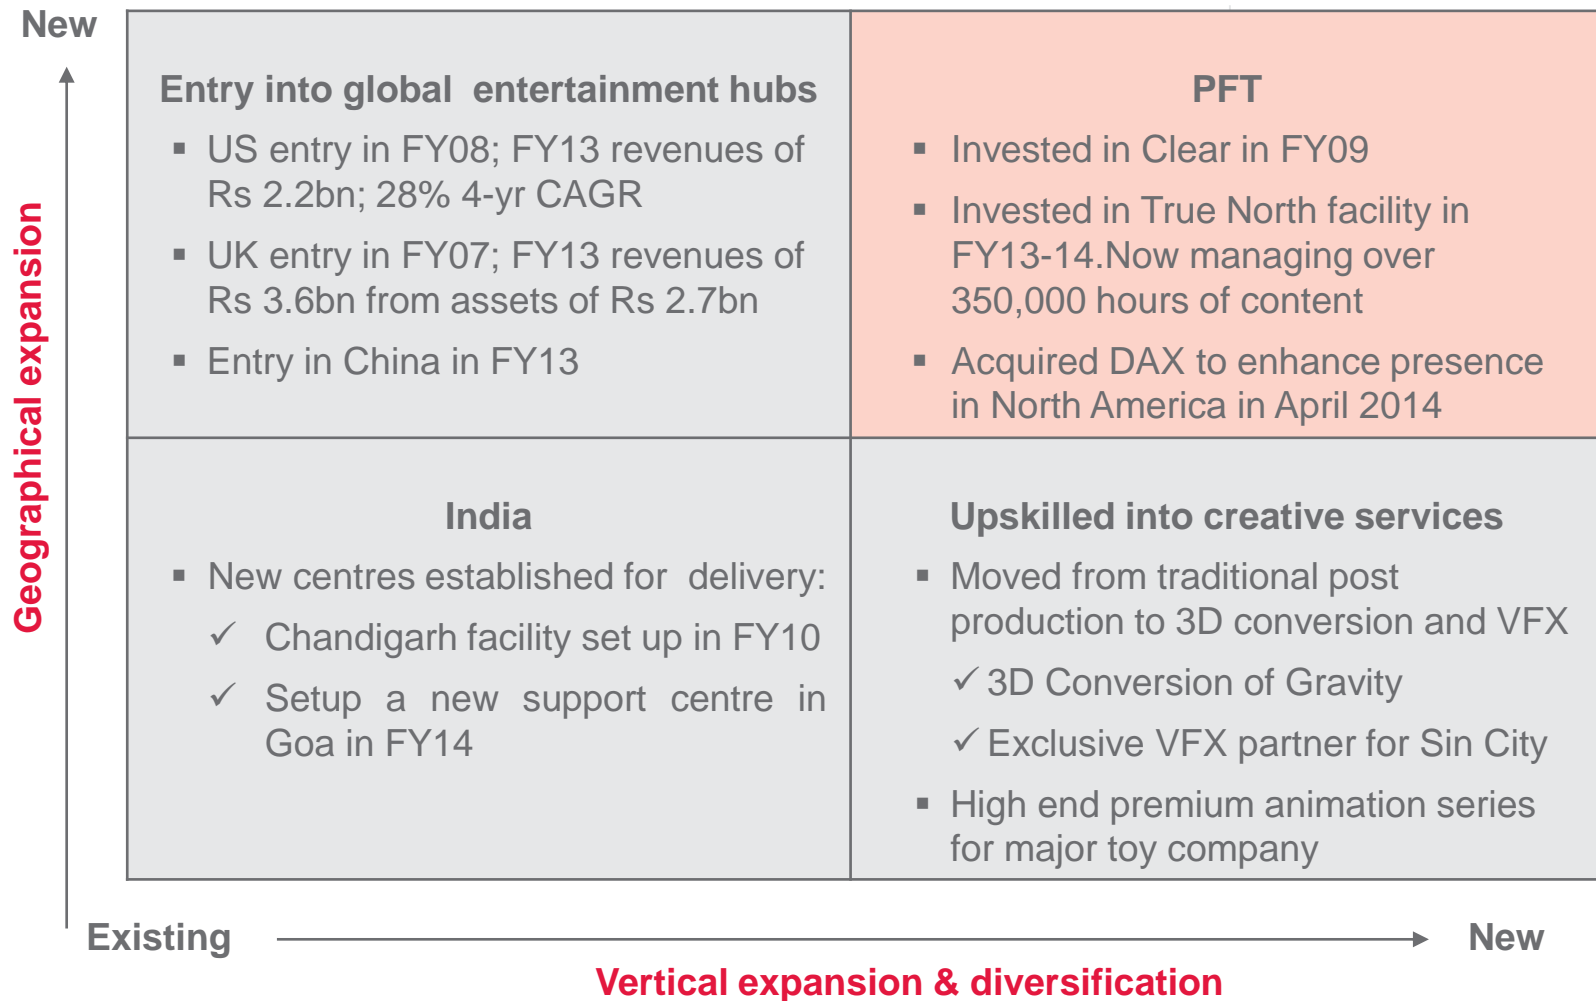 New
Geographical expansion
Entry into global entertainment hubs
▪ US entry in FY08; FY13 revenues of
Rs 2.2bn; 28% 4-yr CAGR
▪ UK entry in FY07; FY13 revenues of
Rs 3.6bn from assets of Rs 2.7bn
▪ Entry in China in FY13
PFT
▪ Invested in Clear in FY09
▪ Invested in True North facility in
FY13-14.Now managing over
350,000 hours of content
▪ Acquired DAX to enhance presence
in North America in April 2014
India
▪ New centres established for delivery:
✓ Chandigarh facility set up in FY10
✓ Setup a new support centre in
Goa in FY14
Upskilled into creative services
▪ Moved from traditional post
production to 3D conversion and VFX
✓ 3D Conversion of Gravity
✓ Exclusive VFX partner for Sin City
▪ High end premium animation series
for major toy company
Existing
New
Vertical expansion & diversification